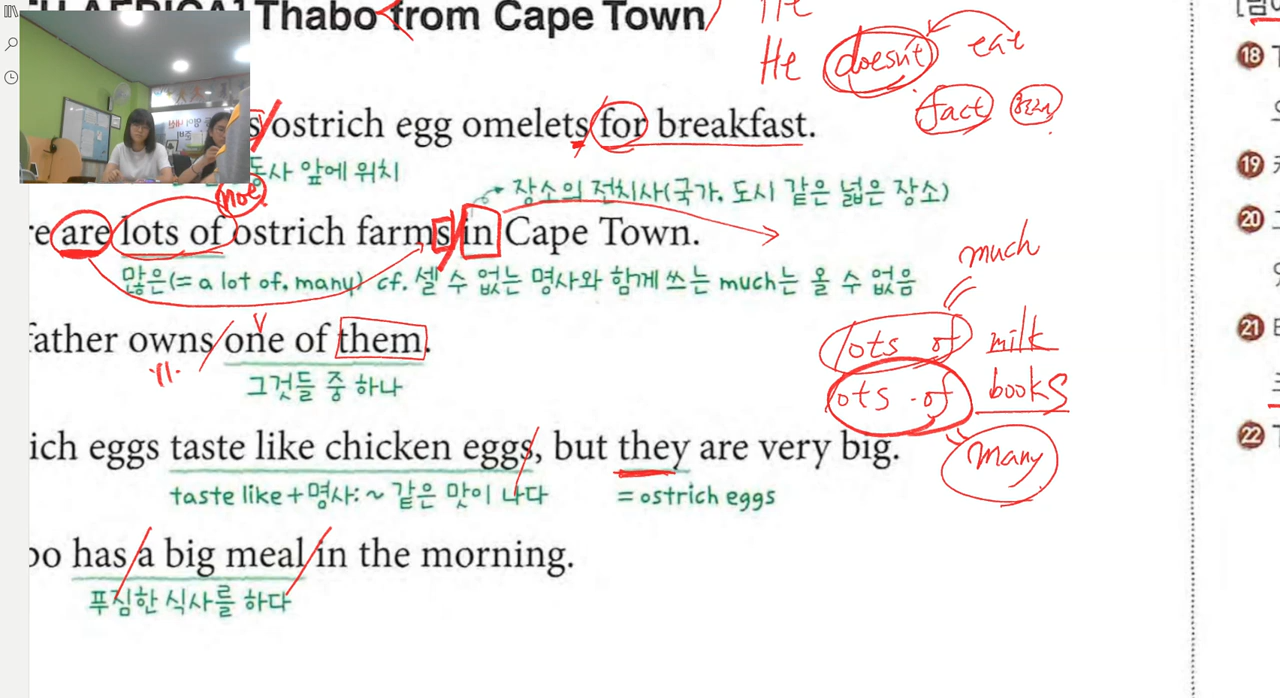 Thabo from Cape Town
He
He doesn't eat
fact
ostrich egg omelets for breakfast.
동사 앞에 위치
장소의 전치사(국가, 도시 같은 넓은 장소)
are lots of ostrich farms in Cape Town.
much
많은(= a lot of, many) cf. 셀 수 없는 명사와 함께 쓰는 much는 올 수 없음
father owns one of them.
lots of milk
그것들 중 하나
ots of books
ich eggs taste like chicken eggs, but they are very big.
many
taste like+명사: ~ 같은 맛이 나다
= ostrich eggs
bo has a big meal in the morning.
푸짐한 식사를 하다
18
19
20
21
22